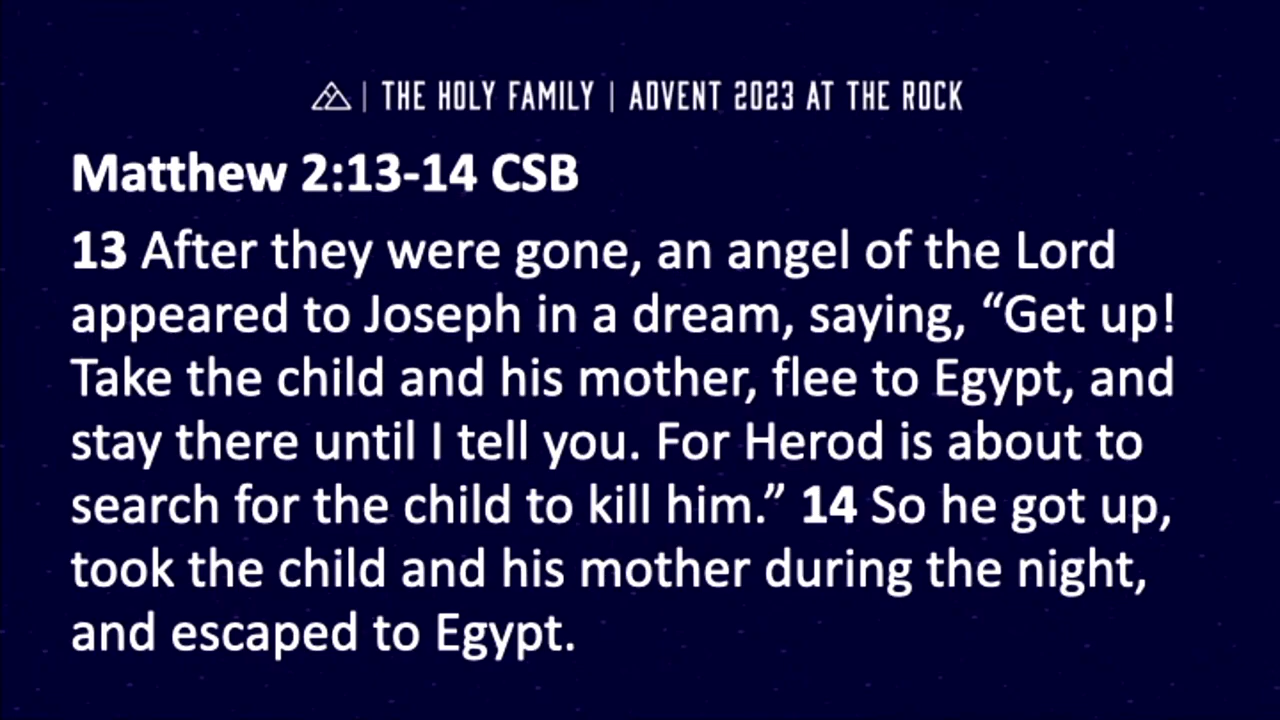 | THE HOLY FAMILY | ADVENT 2023 AT THE ROCK
Matthew 2:13-14 CSB
13 After they were gone, an angel of the Lord
appeared to Joseph in a dream, saying, “Get up!
Take the child and his mother, flee to Egypt, and
stay there until I tell you. For Herod is about to
search for the child to kill him.” 14 So he got up,
took the child and his mother during the night,
and escaped to Egypt.